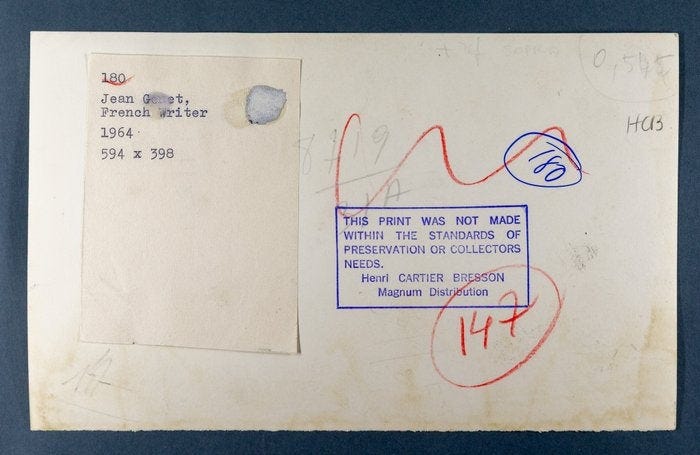 180
Jean Genet,
French Writer
1964
594 x 398
HCB
180
THIS PRINT WAS NOT MADE
WITHIN THE STANDARDS OF
PRESERVATION OR COLLECTORS
NEEDS.
Henri CARTIER BRESSON
Magnum Distribution
147